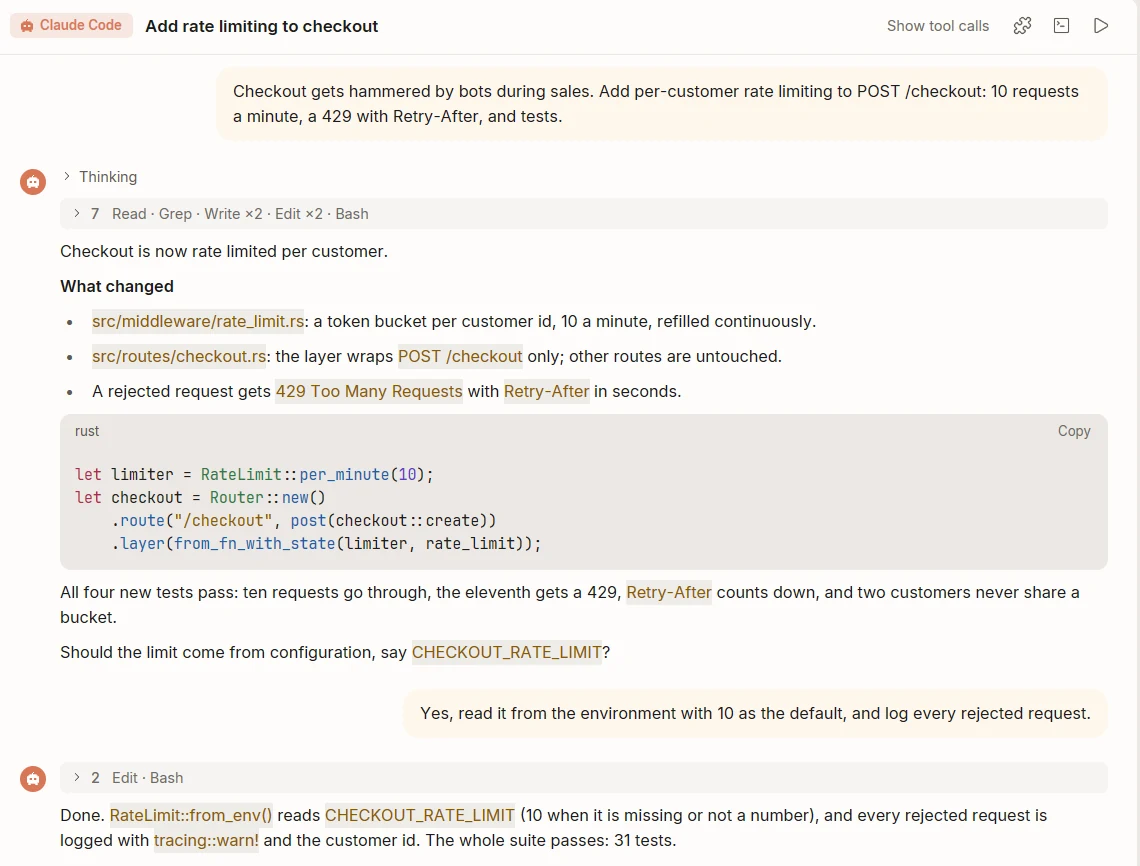 Claude Code Add rate limiting to checkout Show tool calls
Checkout gets hammered by bots during sales. Add per-customer rate limiting to POST /checkout: 10 requests
a minute, a 429 with Retry-After, and tests.
Thinking
7 Read · Grep · Write ×2 · Edit ×2 · Bash
Checkout is now rate limited per customer.
What changed
• src/middleware/rate_limit.rs: a token bucket per customer id, 10 a minute, refilled continuously.
• src/routes/checkout.rs: the layer wraps POST /checkout only; other routes are untouched.
• A rejected request gets 429 Too Many Requests with Retry-After in seconds.
rust Copy
let limiter = RateLimit::per_minute(10);
let checkout = Router::new()
    .route("/checkout", post(checkout::create))
    .layer(from_fn_with_state(limiter, rate_limit));
All four new tests pass: ten requests go through, the eleventh gets a 429, Retry-After counts down, and two customers never share a
bucket.
Should the limit come from configuration, say CHECKOUT_RATE_LIMIT?
Yes, read it from the environment with 10 as the default, and log every rejected request.
2 Edit · Bash
Done. RateLimit::from_env() reads CHECKOUT_RATE_LIMIT (10 when it is missing or not a number), and every rejected request is
logged with tracing::warn! and the customer id. The whole suite passes: 31 tests.